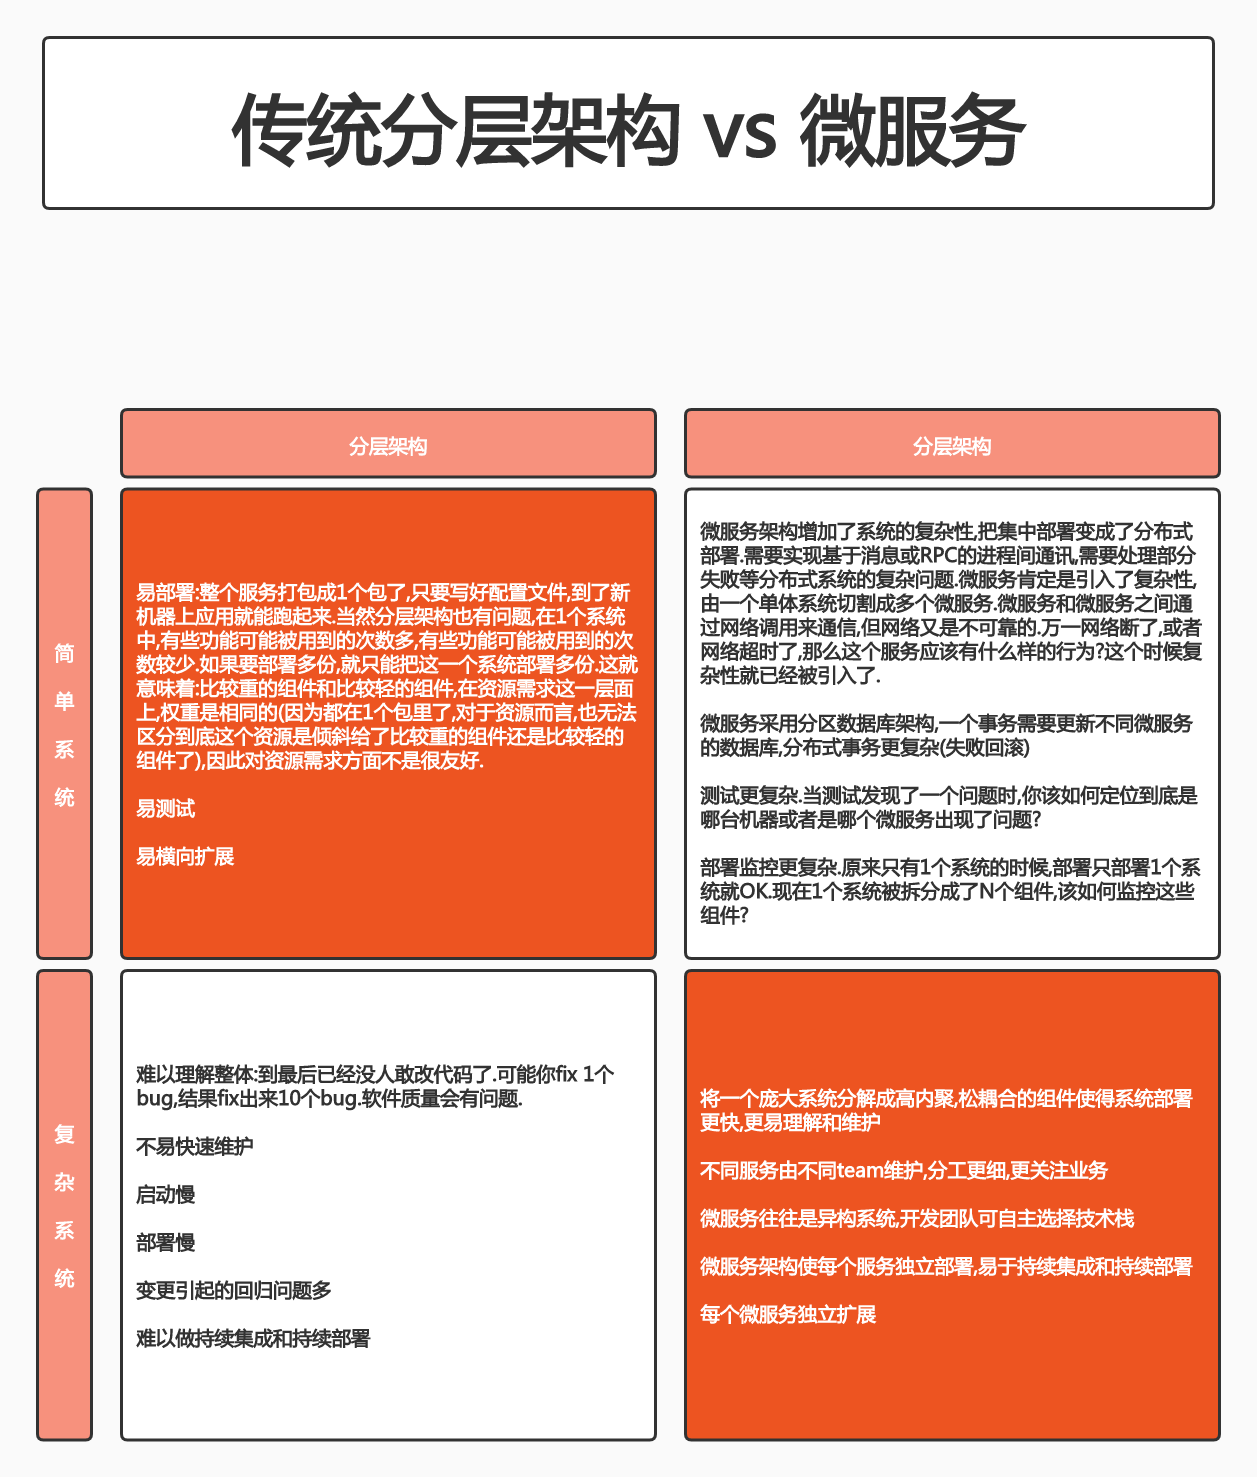 传统分层架构 vs 微服务
分层架构
分层架构
简
单
系
统
易部署:整个服务打包成1个包了,只要写好配置文件,到了新
机器上应用就能跑起来.当然分层架构也有问题,在1个系统
中,有些功能可能被用到的次数多,有些功能可能被用到的次
数较少.如果要部署多份,就只能把这一个系统部署多份.这就
意味着:比较重的组件和比较轻的组件,在资源需求这一层面
上,权重是相同的(因为都在1个包里了,对于资源而言,也无法
区分到底这个资源是倾斜给了比较重的组件还是比较轻的
组件了),因此对资源需求方面不是很友好.
易测试
易横向扩展
微服务架构增加了系统的复杂性,把集中部署变成了分布式
部署.需要实现基于消息或RPC的进程间通讯,需要处理部分
失败等分布式系统的复杂问题.微服务肯定是引入了复杂性,
由一个单体系统切割成多个微服务.微服务和微服务之间通
过网络调用来通信,但网络又是不可靠的.万一网络断了,或者
网络超时了,那么这个服务应该有什么样的行为?这个时候复
杂性就已经被引入了.
微服务采用分区数据库架构,一个事务需要更新不同微服务
的数据库,分布式事务更复杂(失败回滚)
测试更复杂.当测试发现了一个问题时,你该如何定位到底是
哪台机器或者是哪个微服务出现了问题?
部署监控更复杂.原来只有1个系统的时候,部署只部署1个系
统就OK.现在1个系统被拆分成了N个组件,该如何监控这些
组件?
复
杂
系
统
难以理解整体:到最后已经没人敢改代码了.可能你fix 1个
bug,结果fix出来10个bug.软件质量会有问题.
不易快速维护
启动慢
部署慢
变更引起的回归问题多
难以做持续集成和持续部署
将一个庞大系统分解成高内聚,松耦合的组件使得系统部署
更快,更易理解和维护
不同服务由不同team维护,分工更细,更关注业务
微服务往往是异构系统,开发团队可自主选择技术栈
微服务架构使每个服务独立部署,易于持续集成和持续部署
每个微服务独立扩展